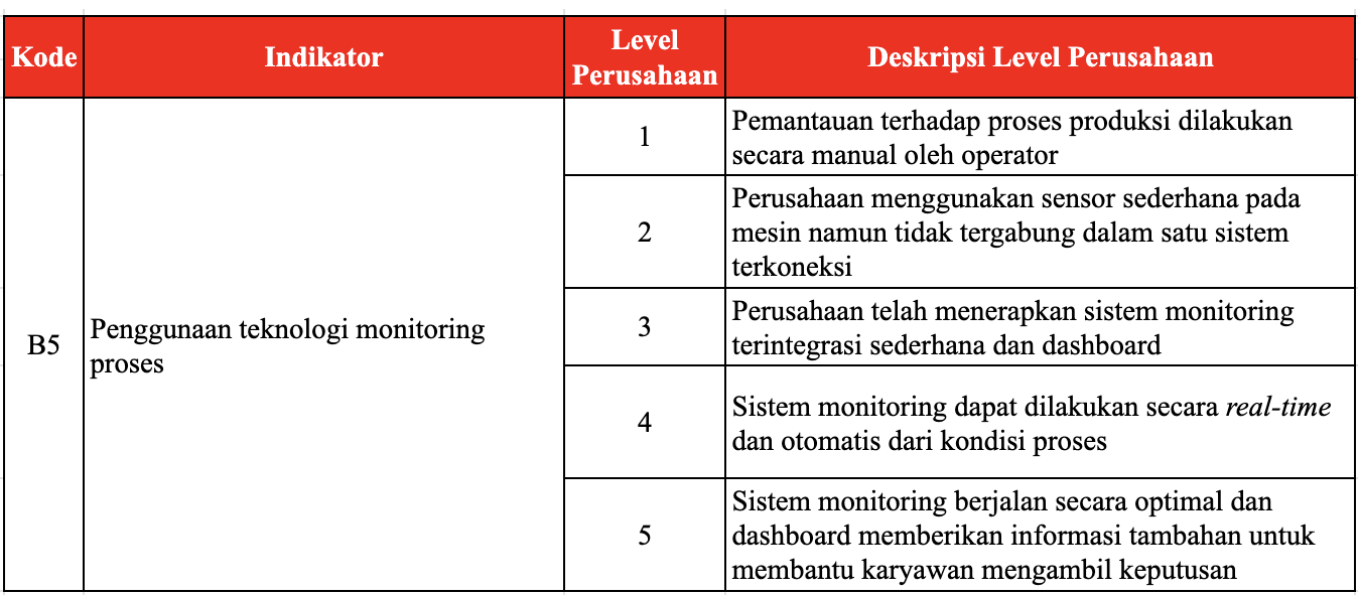 Kode
Indikator
Level
Perusahaan
Deskripsi Level Perusahaan
B5
Penggunaan teknologi monitoring
proses
1
Pemantauan terhadap proses produksi dilakukan
secara manual oleh operator
2
Perusahaan menggunakan sensor sederhana pada
mesin namun tidak tergabung dalam satu sistem
terkoneksi
3
Perusahaan telah menerapkan sistem monitoring
terintegrasi sederhana dan dashboard
4
Sistem monitoring dapat dilakukan secara real-time
dan otomatis dari kondisi proses
5
Sistem monitoring berjalan secara optimal dan
dashboard memberikan informasi tambahan untuk
membantu karyawan mengambil keputusan